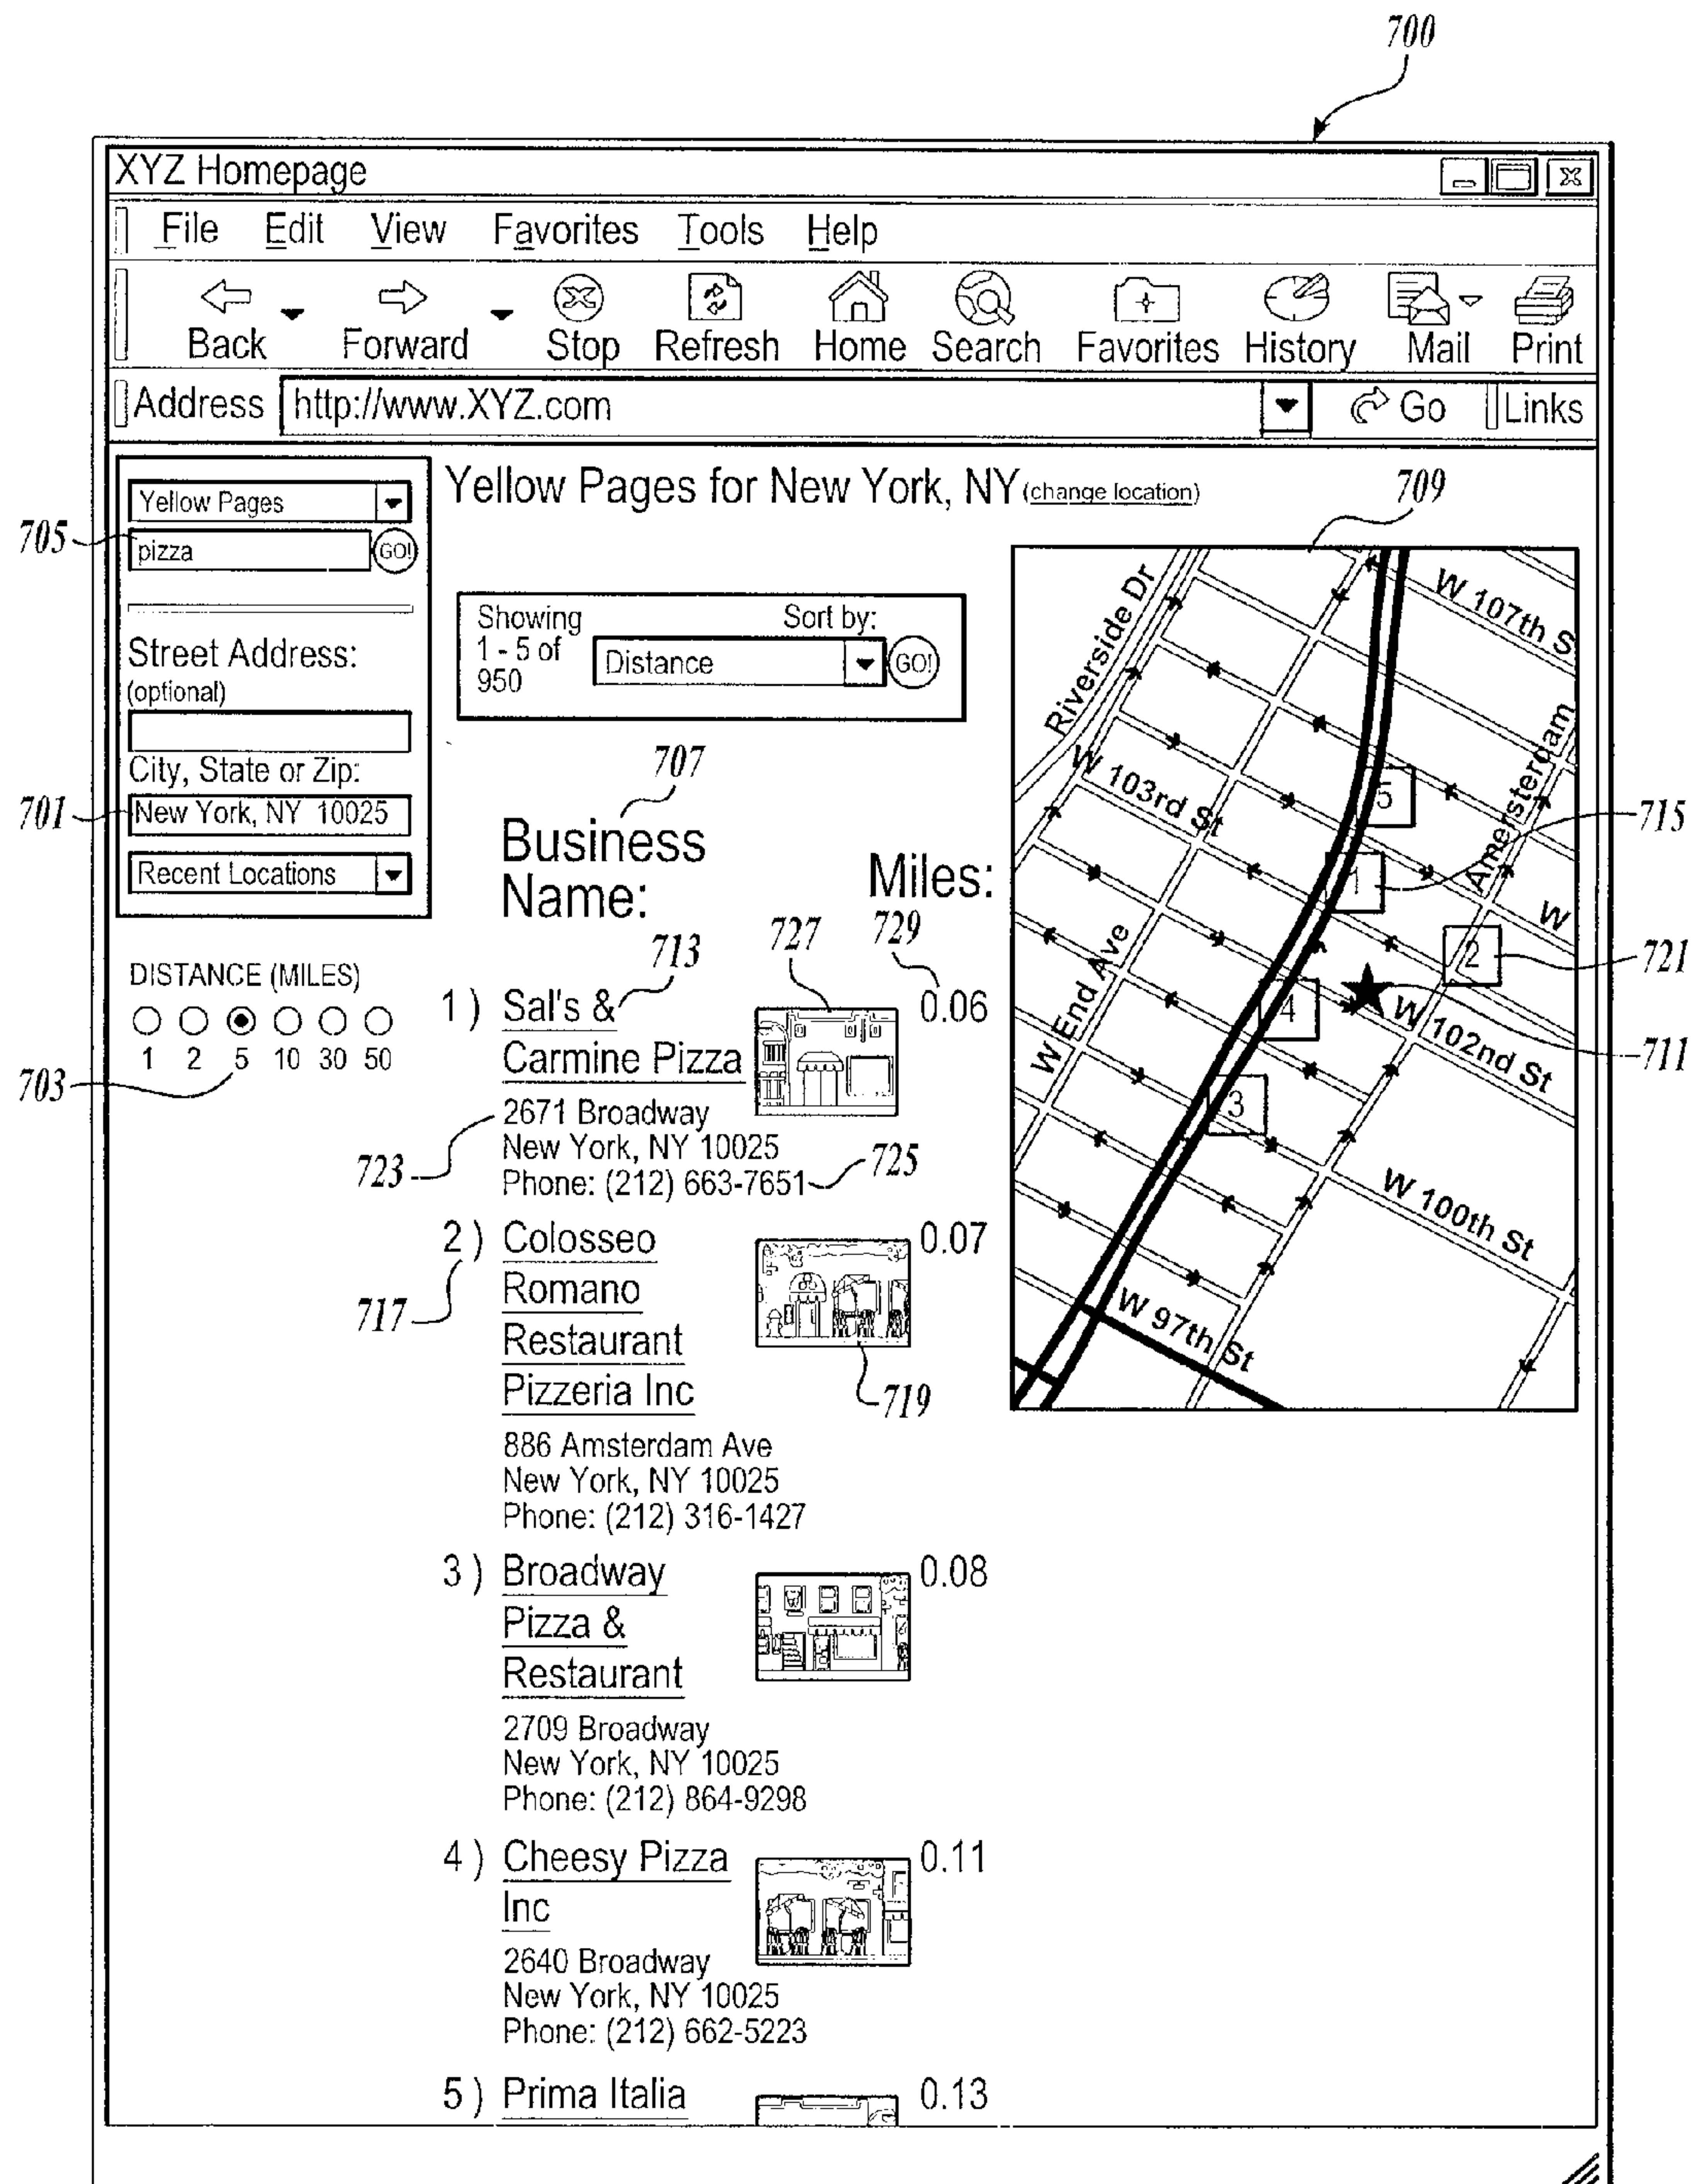 700
XYZ Homepage
File Edit View Favorites Tools Help
Back Forward Stop Refresh Home Search Favorites History Mail Print
Address http://www.XYZ.com Go Links
Yellow Pages
705
pizza GO!
Street Address:
(optional)
City, State or Zip:
701
New York, NY 10025
Recent Locations
DISTANCE (MILES)
1 2 5 10 30 50
703
Yellow Pages for New York, NY (change location)
Showing
1 - 5 of
950
Sort by:
Distance GO!
707
Business
Name:
Miles:
713
727
729
1) Sal's &
Carmine Pizza
0.06
2671 Broadway
New York, NY 10025
Phone: (212) 663-7651
723
725
2) Colosseo
Romano
Restaurant
Pizzeria Inc
0.07
717
719
886 Amsterdam Ave
New York, NY 10025
Phone: (212) 316-1427
3) Broadway
Pizza &
Restaurant
0.08
2709 Broadway
New York, NY 10025
Phone: (212) 864-9298
4) Cheesy Pizza
Inc
0.11
2640 Broadway
New York, NY 10025
Phone: (212) 662-5223
5) Prima Italia
0.13
709
W 107th S
Riverside Dr
W 103rd St
Amersterdam
5
715
1
W
2
721
W End Ave
4
W 102nd St
711
3
W 100th St
W 97th St